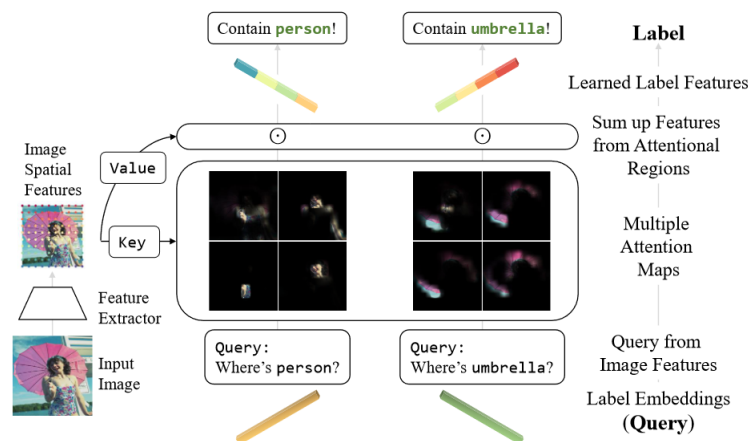 Contain person!
Contain umbrella!
Label
Learned Label Features
Image
Spatial
Features
Value
Key
Sum up Features
from Attentional
Regions
Multiple
Attention
Maps
Feature
Extractor
Input
Image
Query:
Where's person?
Query:
Where's umbrella?
Query from
Image Features
Label Embeddings
(Query)